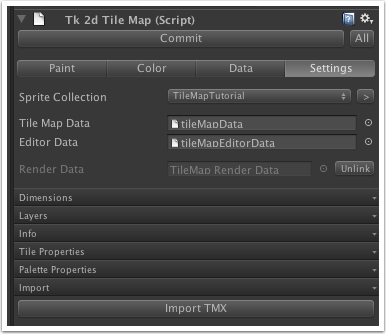 Tk 2d Tile Map (Script)
Commit All
Paint Color Data Settings
Sprite Collection TileMapTutorial >
Tile Map Data tileMapData
Editor Data tileMapEditorData
Render Data TileMap Render Data Unlink
Dimensions
Layers
Info
Tile Properties
Palette Properties
Import
Import TMX